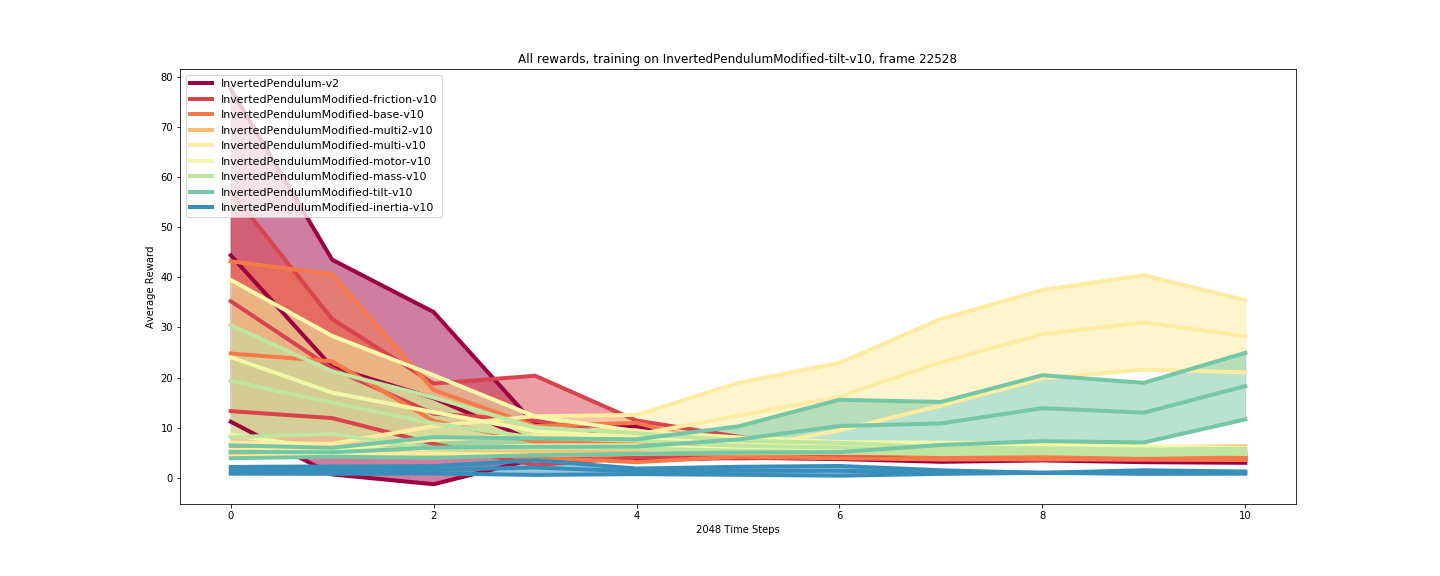 All rewards, training on InvertedPendulumModified-tilt-v10, frame 22528
80
70
60
50
40
30
20
10
0
Average Reward
InvertedPendulum-v2
InvertedPendulumModified-friction-v10
InvertedPendulumModified-base-v10
InvertedPendulumModified-multi2-v10
InvertedPendulumModified-multi-v10
InvertedPendulumModified-motor-v10
InvertedPendulumModified-mass-v10
InvertedPendulumModified-tilt-v10
InvertedPendulumModified-inertia-v10
0 2 4 6 8 10
2048 Time Steps